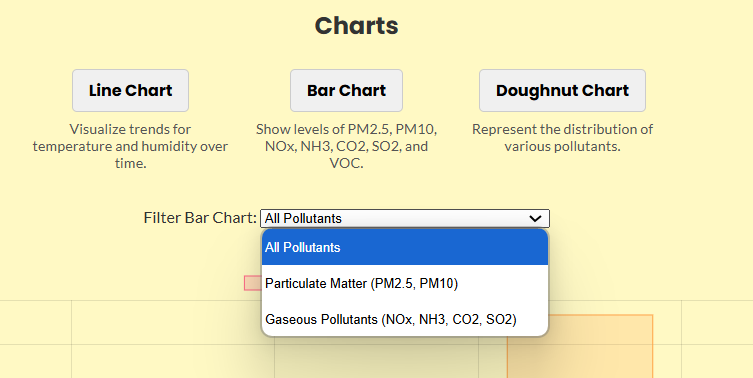 Charts
Line Chart
Bar Chart
Doughnut Chart
Visualize trends for
temperature and humidity over
time.
Show levels of PM2.5, PM10,
NOx, NH3, CO2, SO2, and
VOC.
Represent the distribution of
various pollutants.
Filter Bar Chart: All Pollutants
All Pollutants
Particulate Matter (PM2.5, PM10)
Gaseous Pollutants (NOx, NH3, CO2, SO2)